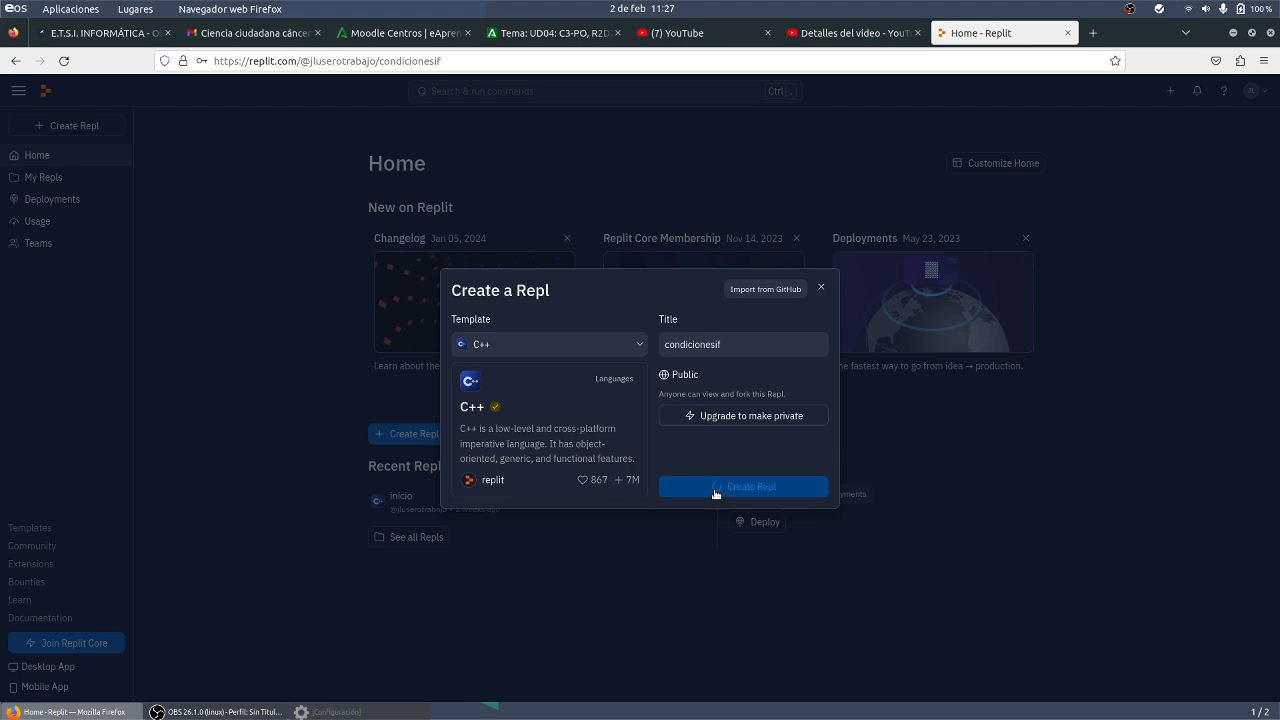 eos Aplicaciones Lugares Navegador web Firefox 2 de feb 11:27 100 %
E.T.S.I. INFORMÁTICA - O
Ciencia ciudadana cáncer
Moodle Centros | eApren
Tema: UD04: C3-PO, R2D
(7) YouTube
Detalles del vídeo - YouT
Home - Replit
https://replit.com/@jluserotrabajo/condicionesif
Search & run commands Ctrl . JL
Create Repl
Home
My Repls
Deployments
Usage
Teams
Home Customize Home
New on Replit
Changelog Jan 05, 2024 Replit Core Membership Nov 14, 2023 Deployments May 23, 2023
Create a Repl Import from GitHub
Template Title
C++ condicionesif
C++ Languages
Public
Learn about the he fastest way to go from idea → production.
Anyone can view and fork this Repl.
C++
Upgrade to make private
C++ is a low-level and cross-platform
imperative language. It has object-
oriented, generic, and functional features.
replit 867 7M
Create Repl
Create Repl
Recent Repl
inicio
@jluserotrabajo • 2 weeks ago
See all Repls
yments
Deploy
Templates
Community
Extensions
Bounties
Learn
Documentation
Join Replit Core
Desktop App
Mobile App
Home - Replit — Mozilla Firefox OBS 26.1.0 (linux) - Perfil: Sin Titul... [Configuración] 1 / 2